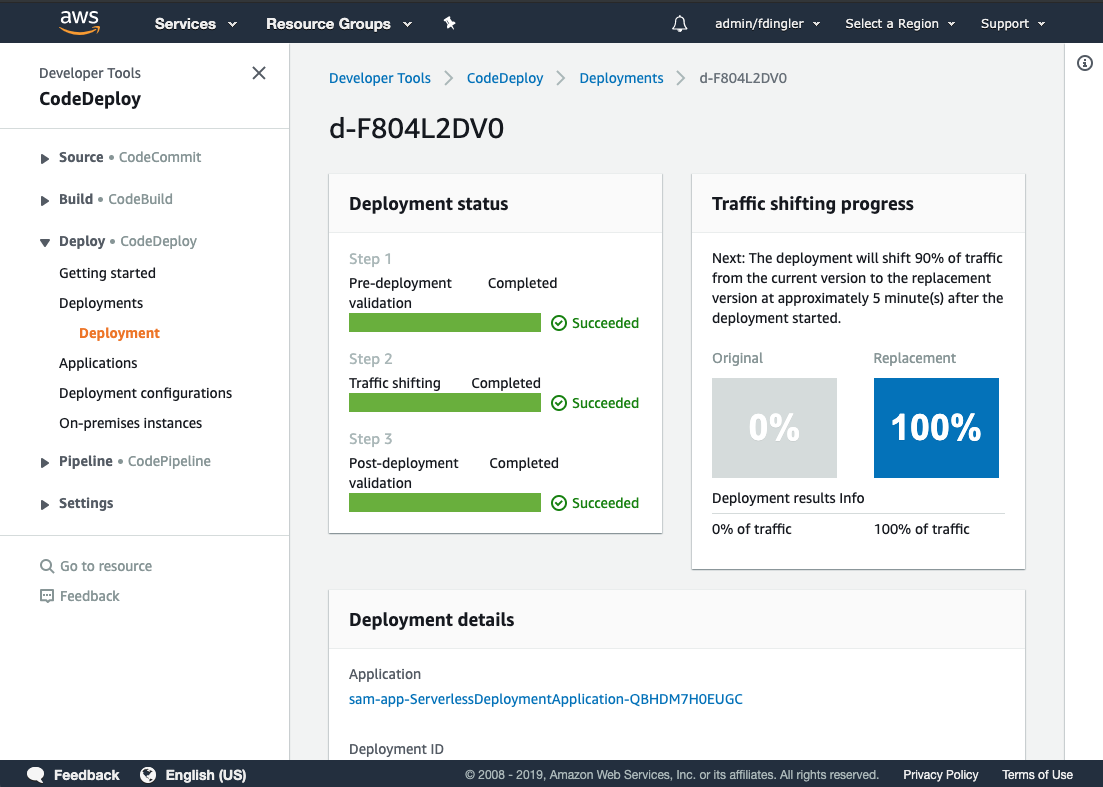 aws Services Resource Groups admin/fdingler Select a Region Support
Developer Tools
CodeDeploy
Source • CodeCommit
Build • CodeBuild
Deploy • CodeDeploy
Getting started
Deployments
Deployment
Applications
Deployment configurations
On-premises instances
Pipeline • CodePipeline
Settings
Go to resource
Feedback
Developer Tools CodeDeploy Deployments d-F804L2DV0
d-F804L2DV0
Deployment status
Step 1
Pre-deployment Completed
validation
Succeeded
Step 2
Traffic shifting Completed
Succeeded
Step 3
Post-deployment Completed
validation
Succeeded
Traffic shifting progress
Next: The deployment will shift 90% of traffic
from the current version to the replacement
version at approximately 5 minute(s) after the
deployment started.
Original Replacement
0% 100%
Deployment results Info
0% of traffic 100% of traffic
Deployment details
Application
sam-app-ServerlessDeploymentApplication-QBHDM7H0EUGC
Deployment ID
Feedback English (US) © 2008 - 2019, Amazon Web Services, Inc. or its affiliates. All rights reserved. Privacy Policy Terms of Use